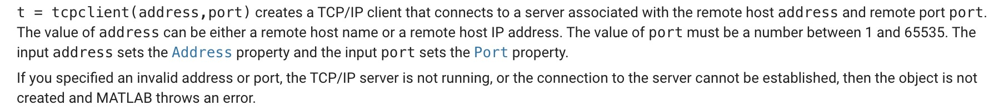 t = tcpclient(address,port) creates a TCP/IP client that connects to a server associated with the remote host address and remote port port.
The value of address can be either a remote host name or a remote host IP address. The value of port must be a number between 1 and 65535. The
input address sets the Address property and the input port sets the Port property.
If you specified an invalid address or port, the TCP/IP server is not running, or the connection to the server cannot be established, then the object is not
created and MATLAB throws an error.